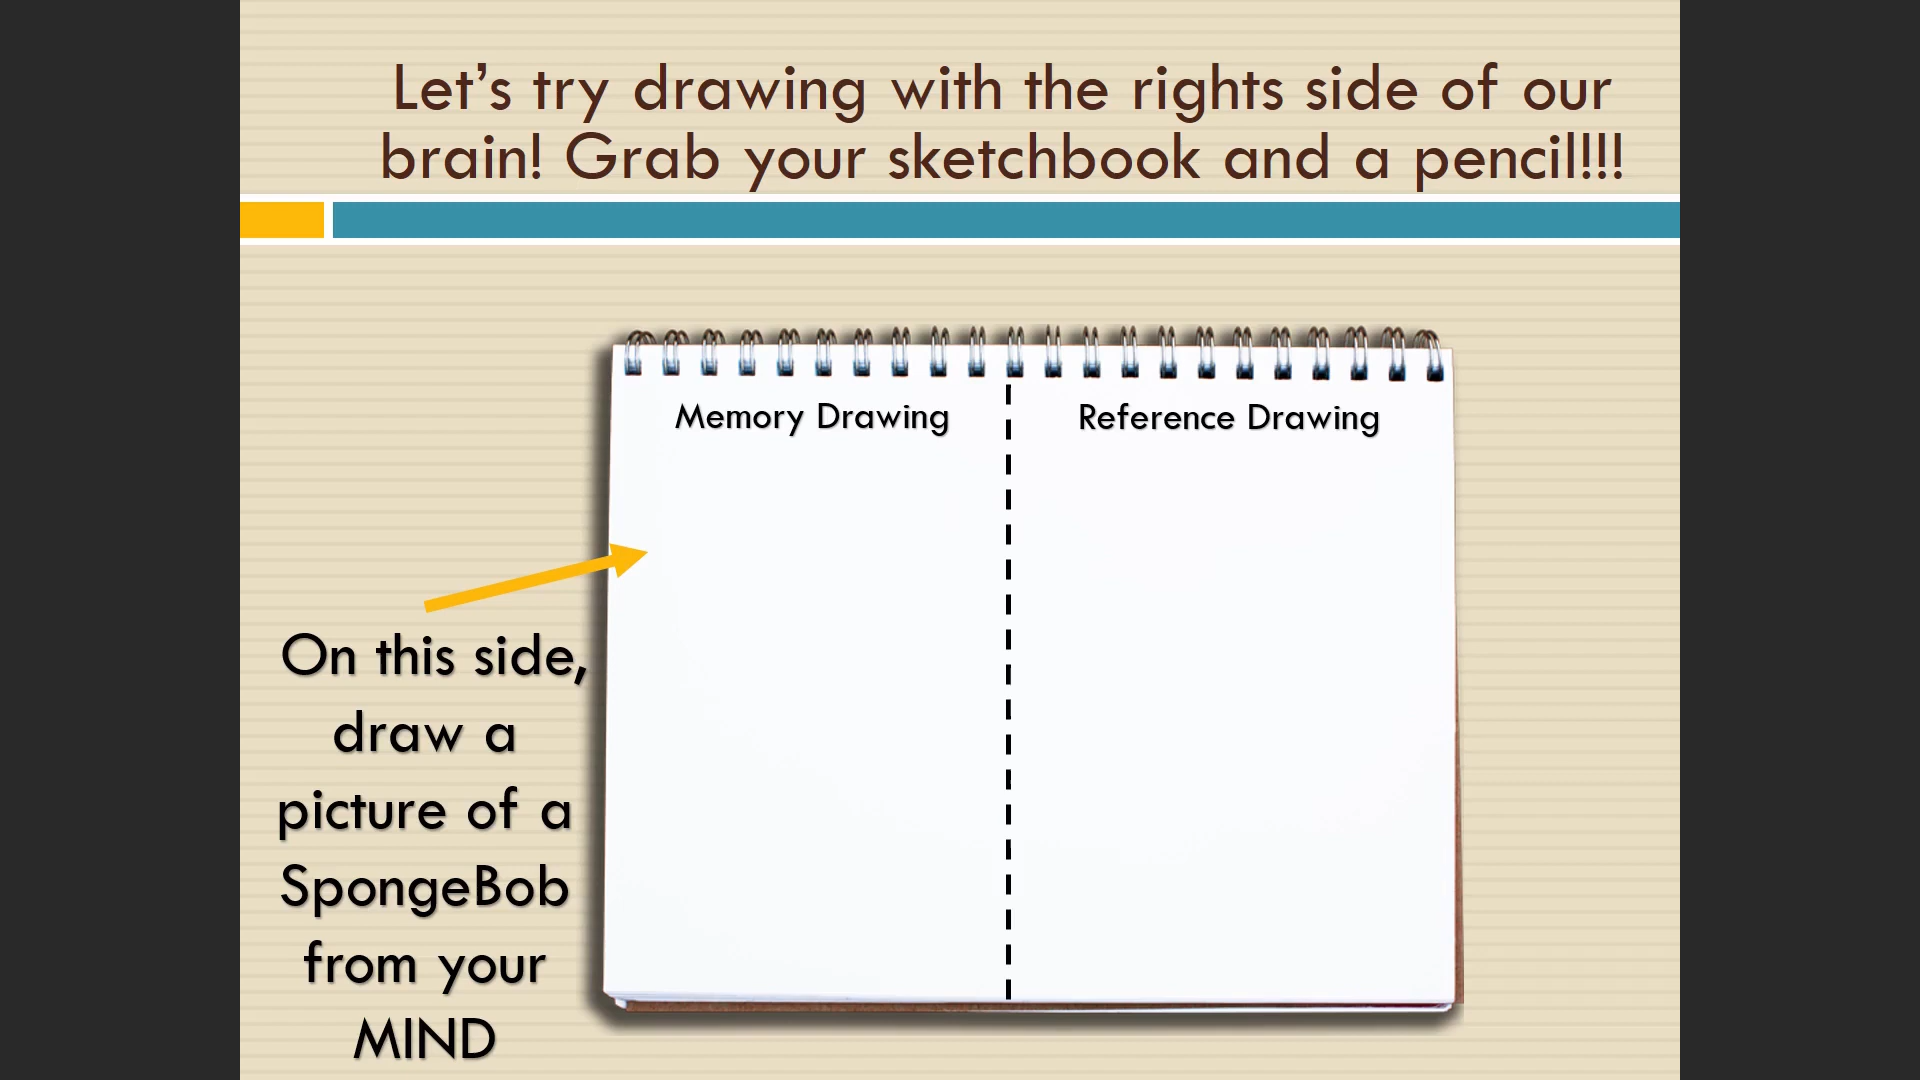 Let’s try drawing with the rights side of our
brain! Grab your sketchbook and a pencil!!!
Memory Drawing
Reference Drawing
On this side,
draw a
picture of a
SpongeBob
from your
MIND